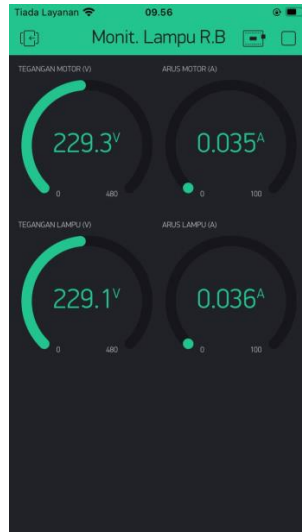 Tiada Layanan 09.56
Monit. Lampu R.B
TEGANGAN MOTOR (V) ARUS MOTOR (A)
229.3V 0.035A
0 480 0 100
TEGANGAN LAMPU (V) ARUS LAMPU (A)
229.1V 0.036A
0 480 0 100